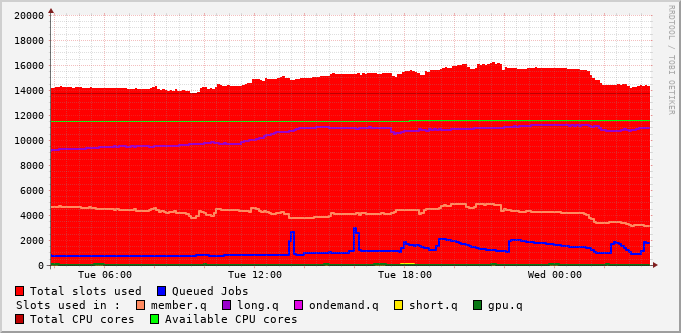 20000
18000
16000
14000
12000
10000
8000
6000
4000
2000
0
Tue 06:00 Tue 12:00 Tue 18:00 Wed 00:00
RRDTOOL / TOBI OETIKER
Total slots used Queued Jobs
Slots used in : member.q long.q ondemand.q short.q gpu.q
Total CPU cores Available CPU cores